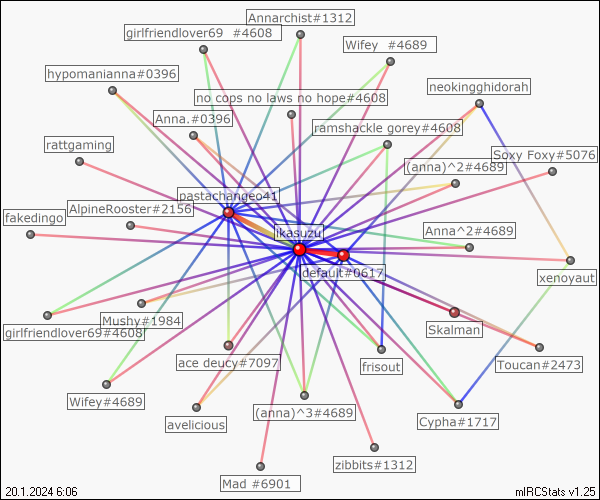 Annarchist#1312
girlfriendlover69 #4608
Wifey #4689
hypomanianna#0396
neokingghidorah
no cops no laws no hope#4608
Anna.#0396
ramshackle gorey#4608
rattgaming
Soxy Foxy#5076
(anna)^2#4689
pastachangeo41
AlpineRooster#2156
fakedingo
jkasuzu
Anna^2#4689
default#0617
xenoyaut
Mushy#1984
girlfriendlover69#4608
Skalman
ace deucy#7097
frisout
Toucan#2473
Wifey#4689
(anna)^3#4689
avelicious
Cypha#1717
zibbits#1312
Mad #6901
20.1.2024 6:06
mIRCStats v1.25